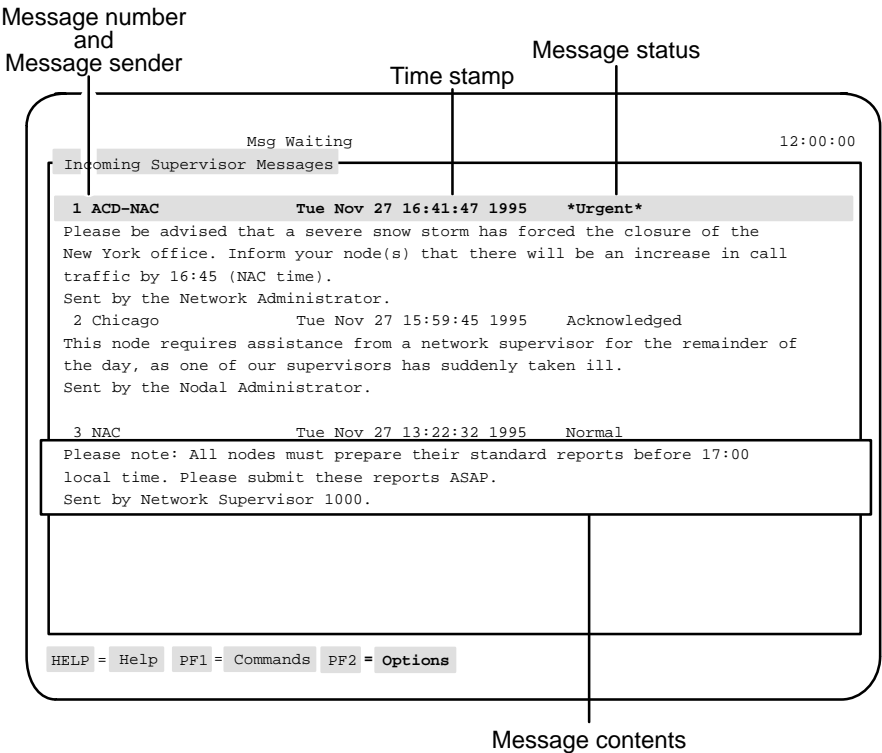 Message number
and
Message sender
Time stamp
Message status
Msg Waiting 12:00:00
Incoming Supervisor Messages
1 ACD–NAC Tue Nov 27 16:41:47 1995 *Urgent*
Please be advised that a severe snow storm has forced the closure of the
New York office. Inform your node(s) that there will be an increase in call
traffic by 16:45 (NAC time).
Sent by the Network Administrator.
2 Chicago Tue Nov 27 15:59:45 1995 Acknowledged
This node requires assistance from a network supervisor for the remainder of
the day, as one of our supervisors has suddenly taken ill.
Sent by the Nodal Administrator.
3 NAC Tue Nov 27 13:22:32 1995 Normal
Please note: All nodes must prepare their standard reports before 17:00
local time. Please submit these reports ASAP.
Sent by Network Supervisor 1000.
HELP = Help PF1 = Commands PF2 = Options
Message contents